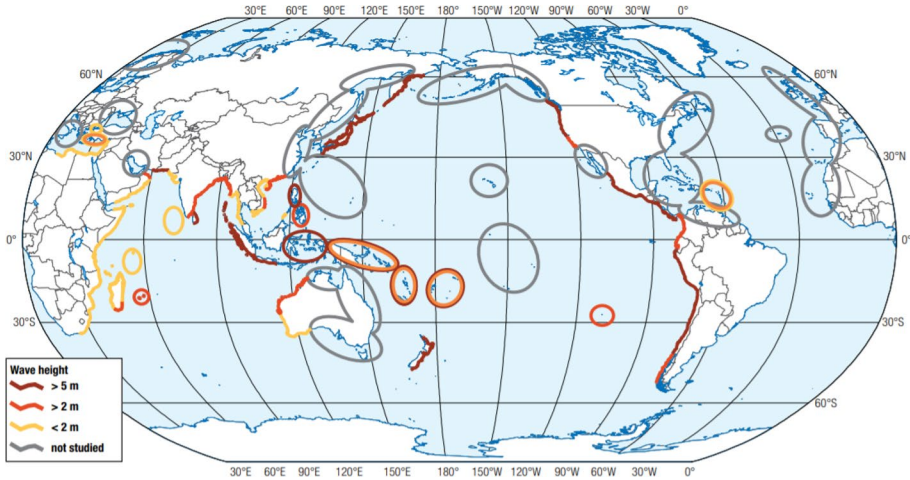 30°E 60°E 90°E 120°E 150°E 180° 150°W 120°W 90°W 60°W 30°W 0°
60°N 60°N
30°N 30°N
0° 0°
30°S 30°S
60°S
Wave height
> 5 m
> 2 m
< 2 m
not studied
30°E 60°E 90°E 120°E 150°E 180° 150°W 120°W 90°W 60°W 30°W 0°